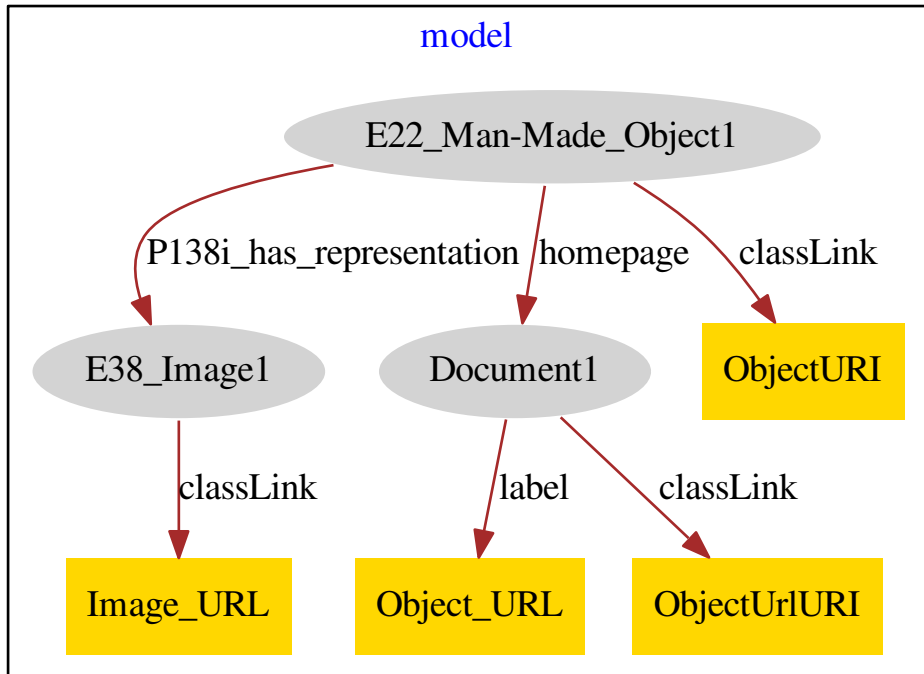 model
E22_Man-Made_Object1
P138i_has_representation
homepage
classLink
E38_Image1
Document1
ObjectURI
classLink
label
classLink
Image_URL
Object_URL
ObjectUrlURI